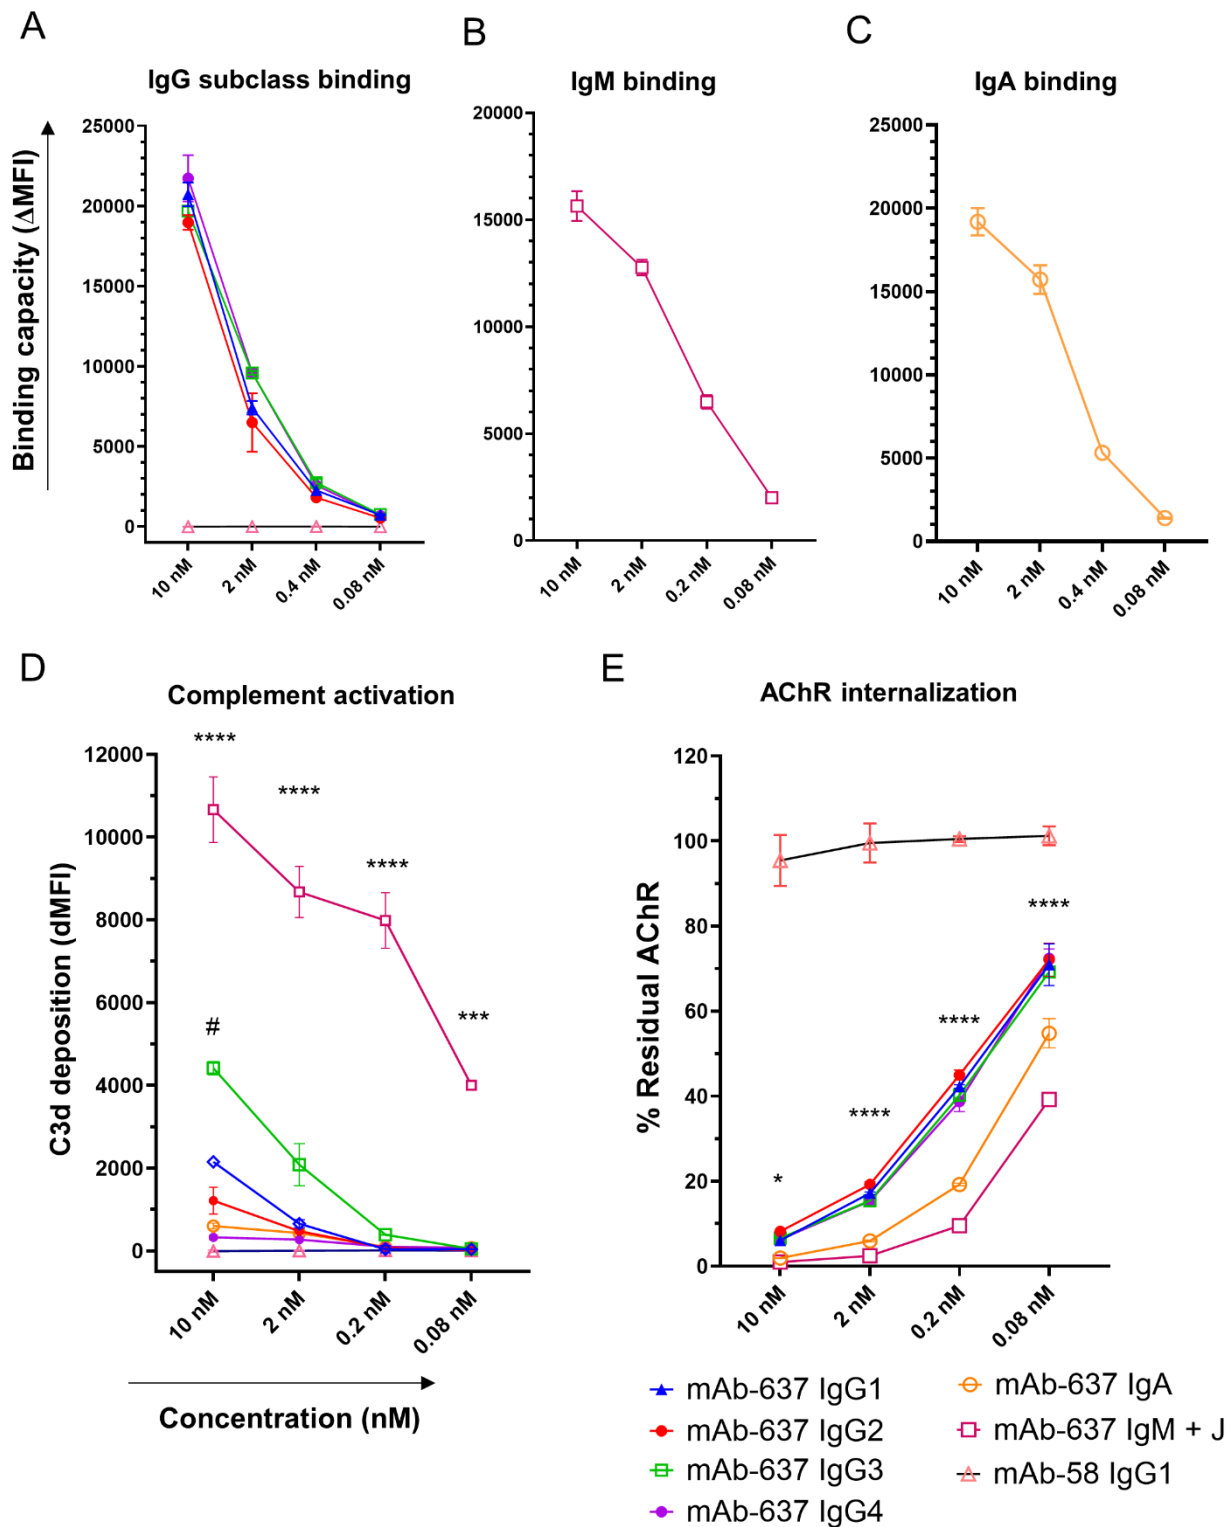 A
B
C
IgG subclass binding
IgM binding
IgA binding
Binding capacity (ΔMFI)
25000
20000
15000
10000
5000
0
10 nM
2 nM
0.4 nM
0.08 nM
20000
15000
10000
5000
0
10 nM
2 nM
0.2 nM
0.08 nM
25000
20000
15000
10000
5000
0
10 nM
2 nM
0.4 nM
0.08 nM
D
E
Complement activation
AChR internalization
C3d deposition (dMFI)
12000
10000
8000
6000
4000
2000
0
****
****
****
***
#
10 nM
2 nM
0.2 nM
0.08 nM
Concentration (nM)
% Residual AChR
120
100
80
60
40
20
0
*
****
****
****
10 nM
2 nM
0.2 nM
0.08 nM
mAb-637 IgG1
mAb-637 IgG2
mAb-637 IgG3
mAb-637 IgG4
mAb-637 IgA
mAb-637 IgM + J
mAb-58 IgG1